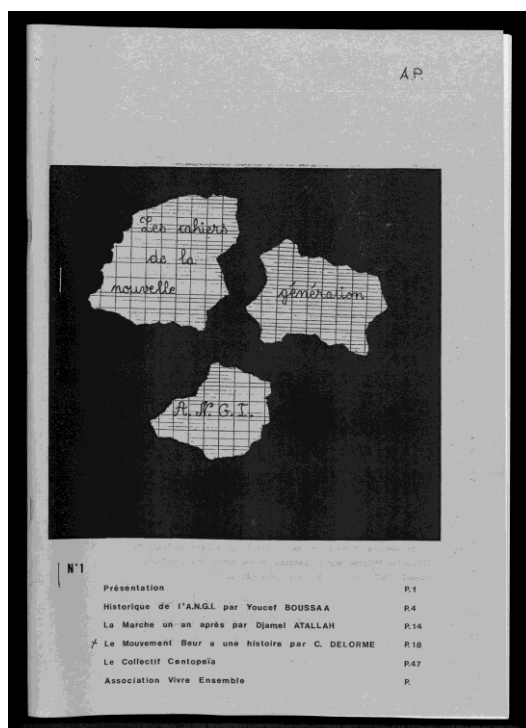 A.P.
Les cahiers
de la
nouvelle
génération
A.N.G.I.
N°1
Présentation P.1
Historique de l'A.N.G.I. par Youcef BOUSSAA P.4
La Marche un an après par Djamel ATALLAH P.14
Le Mouvement Beur a une histoire par C. DELORME P.18
Le Collectif Centopeïa P.47
Association Vivre Ensemble P.